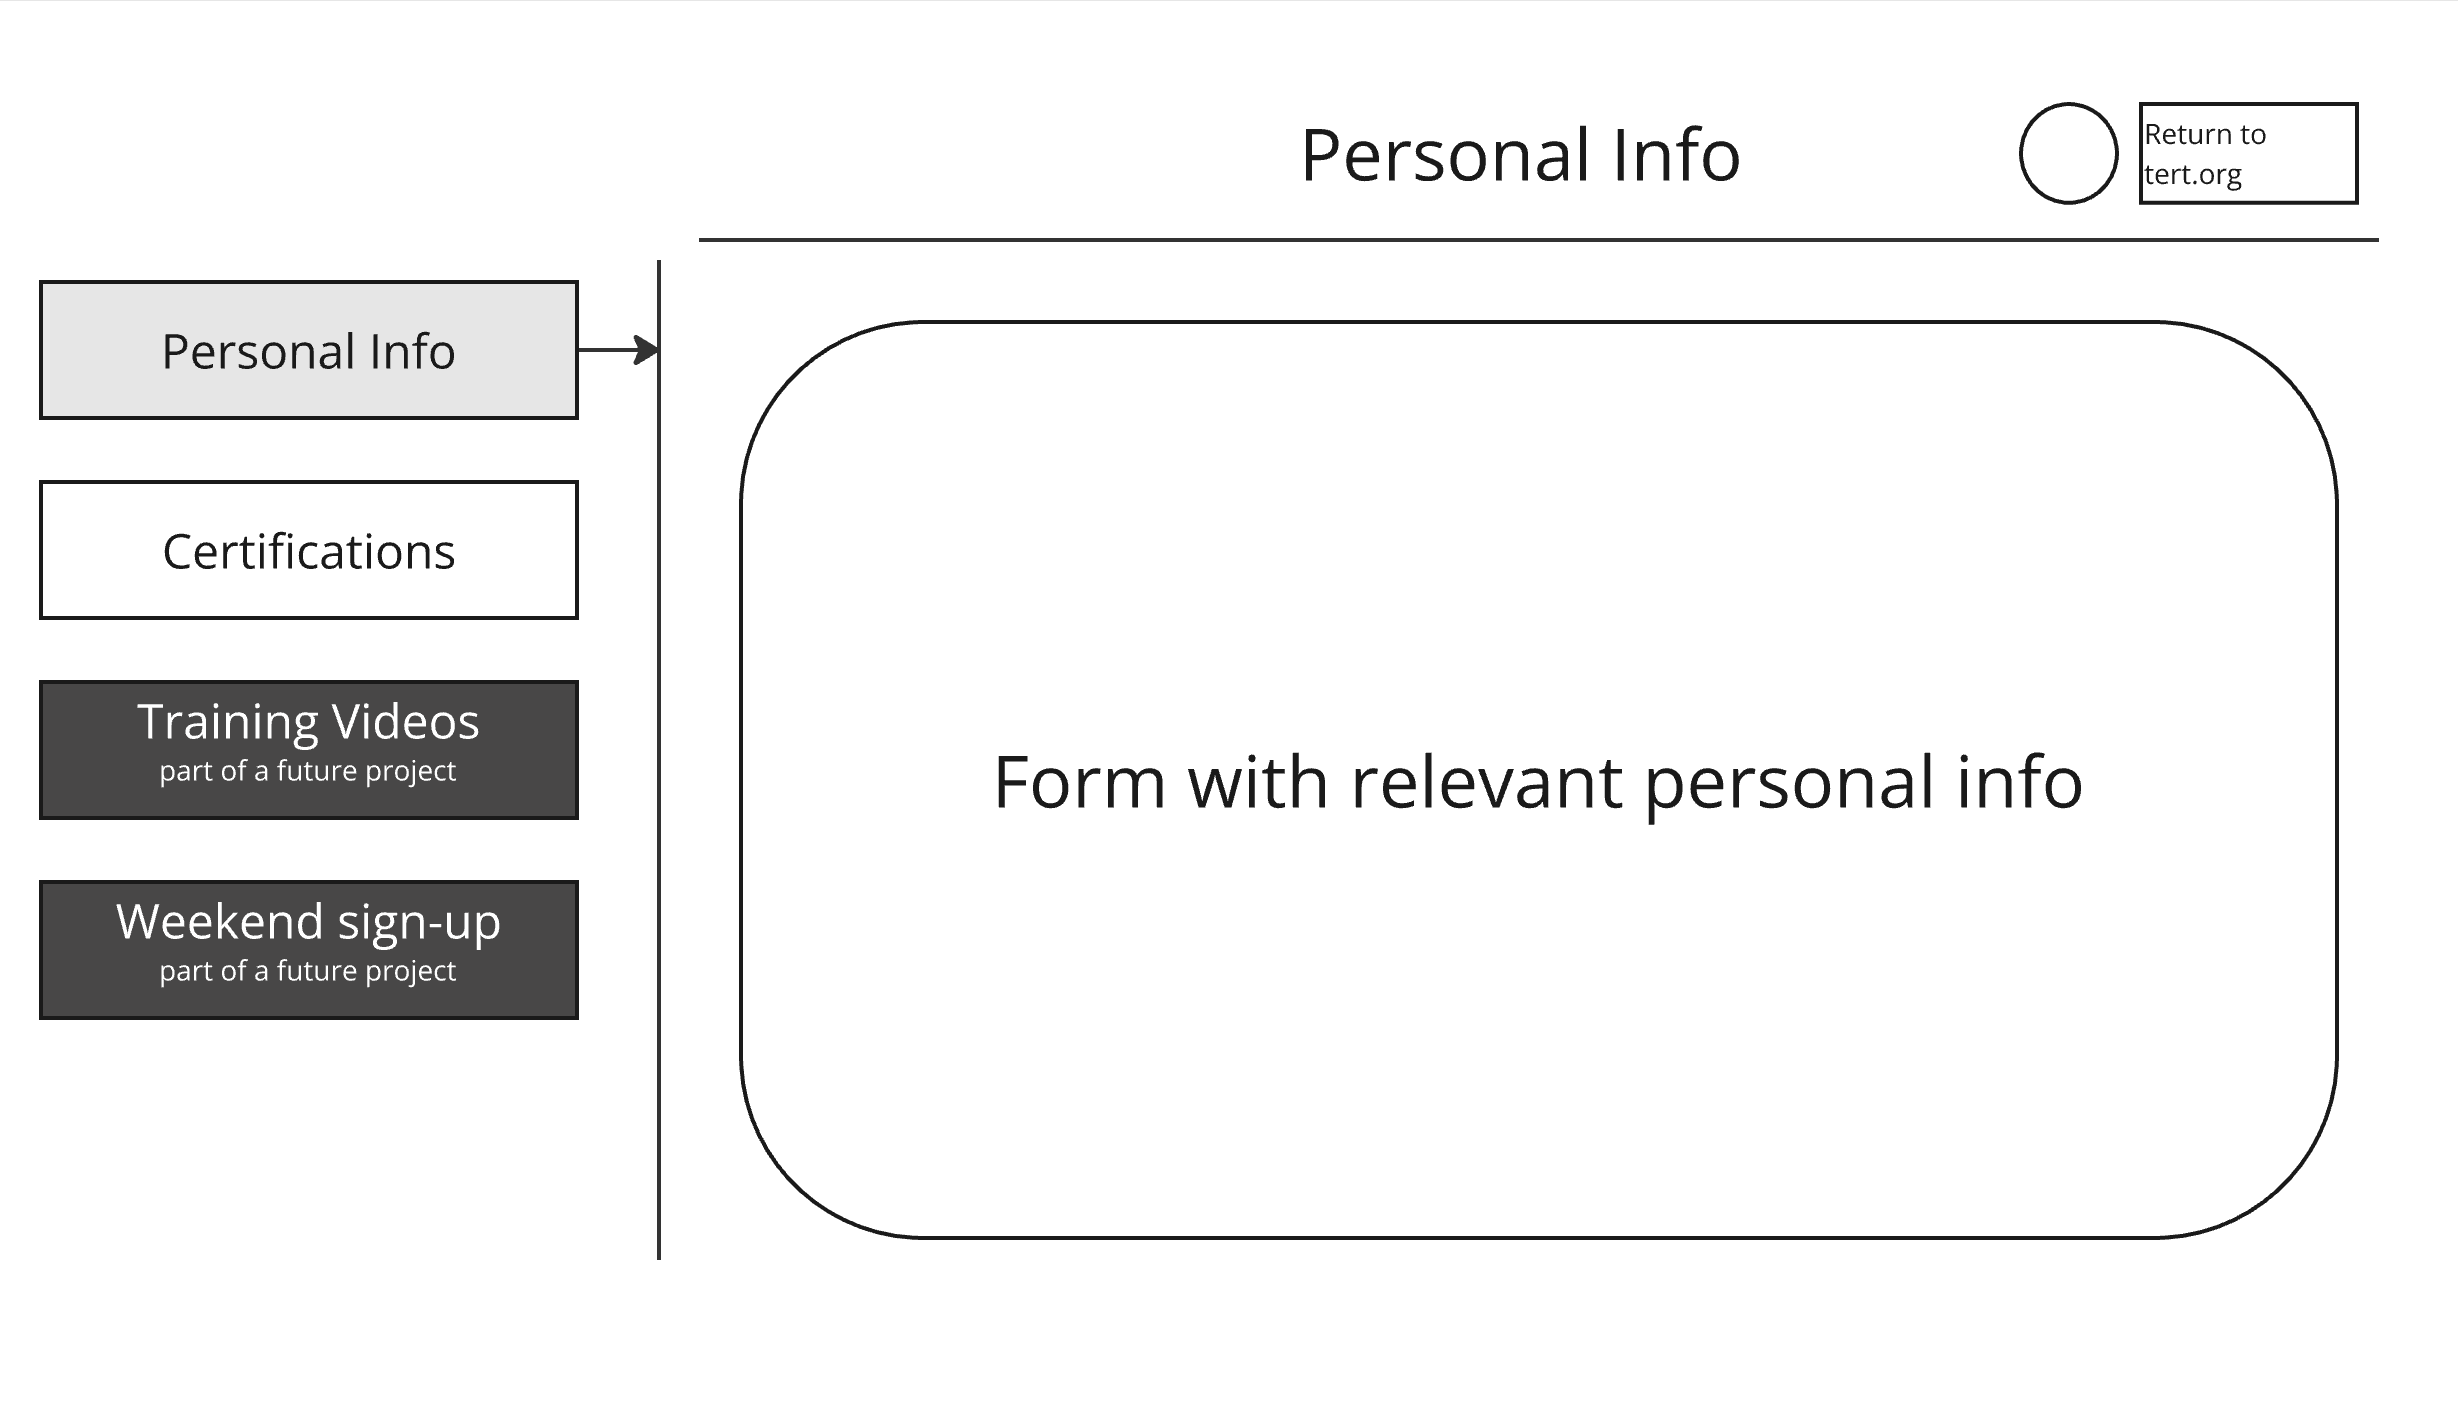 Personal Info
Return to
tert.org
Personal Info
Certifications
Training Videos
part of a future project
Weekend sign-up
part of a future project
Form with relevant personal info